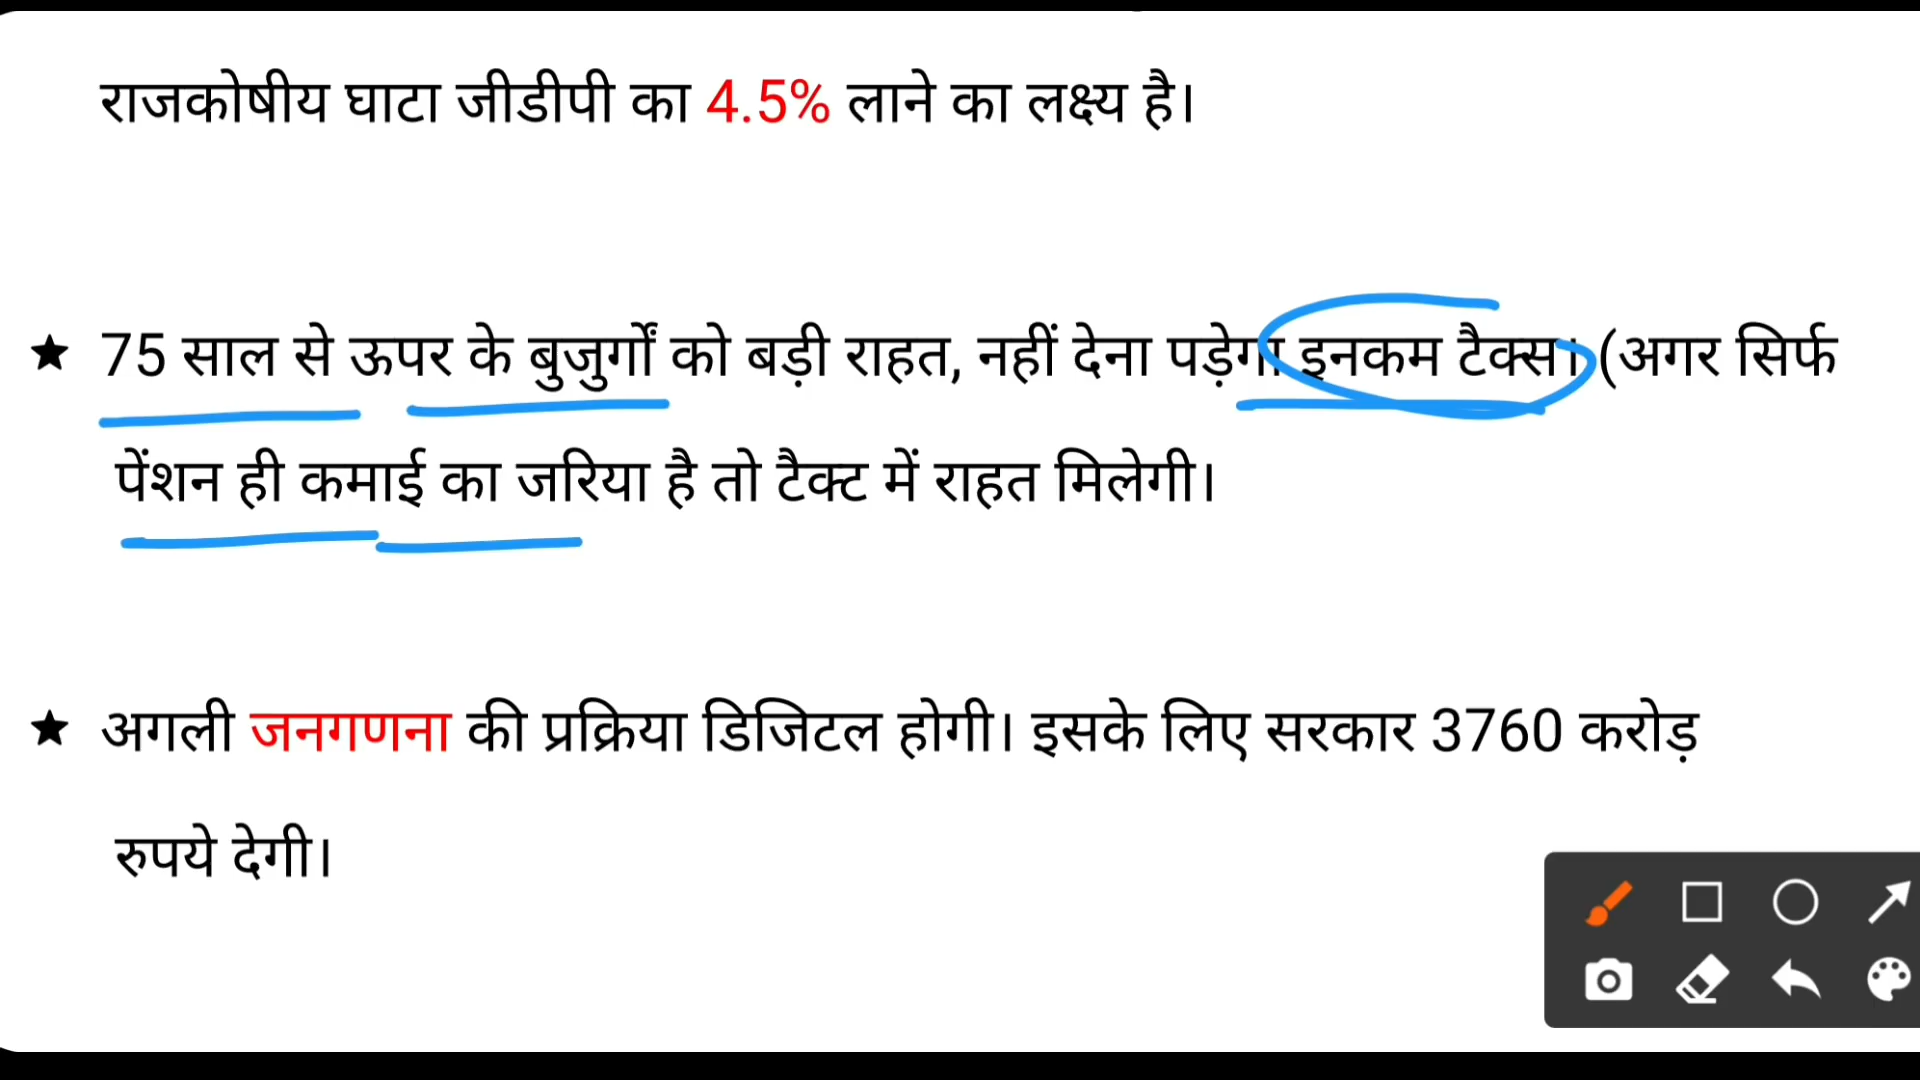 राजकोषीय घाटा जीडीपी का 4.5% लाने का लक्ष्य है।
★ 75 साल से ऊपर के बुजुर्गों को बड़ी राहत, नहीं देना पड़ेगा इनकम टैक्स। (अगर सिर्फ
पेंशन ही कमाई का जरिया है तो टैक्ट में राहत मिलेगी।
★ अगली जनगणना की प्रक्रिया डिजिटल होगी। इसके लिए सरकार 3760 करोड़
रुपये देगी।